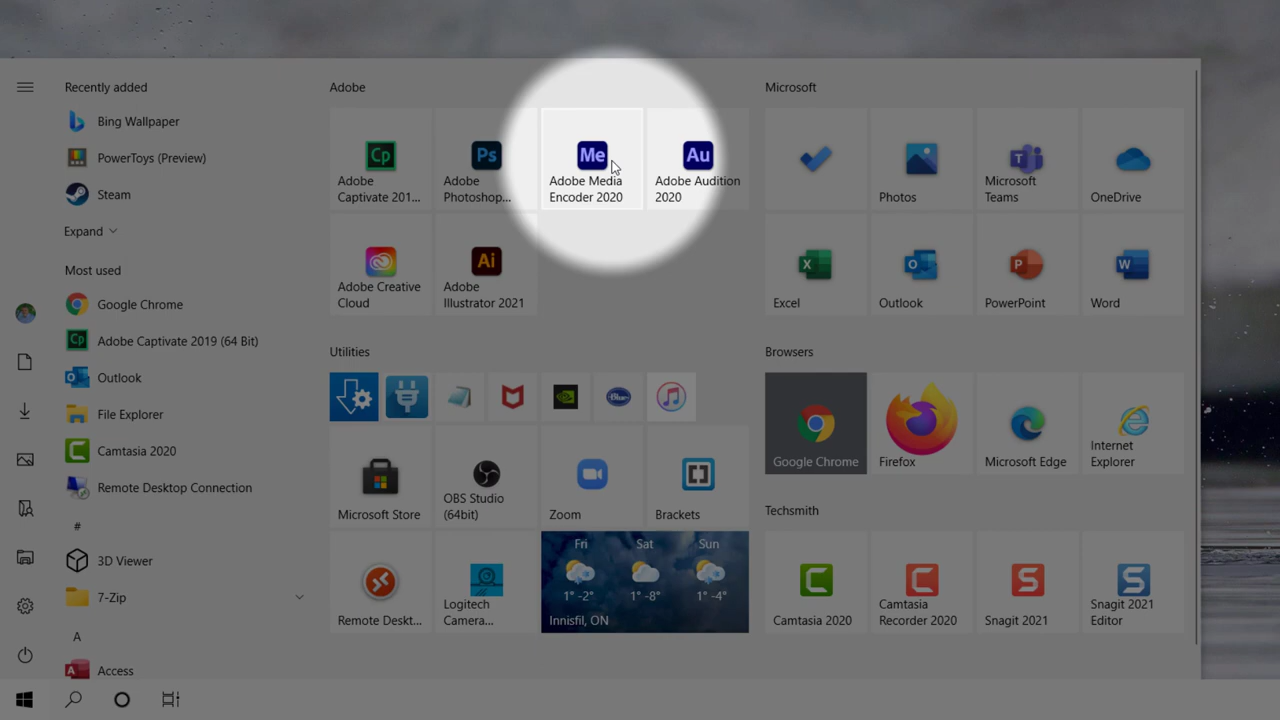 Recently added
Bing Wallpaper
PowerToys (Preview)
Steam
Expand
Most used
Google Chrome
Adobe Captivate 2019 (64 Bit)
Outlook
File Explorer
Camtasia 2020
Remote Desktop Connection
#
3D Viewer
7-Zip
A
A
Access
Adobe
Cp
Adobe
Captivate 201...
Ps
Adobe
Photoshop...
Me
Adobe Media
Encoder 2020
Au
Adobe Audition
2020
Adobe Creative
Cloud
Ai
Adobe
Illustrator 2021
Microsoft
Photos
T
Microsoft
Teams
OneDrive
X
Excel
O
Outlook
P
PowerPoint
W
Word
Utilities
Blue
Microsoft Store
OBS Studio
(64bit)
Zoom
Brackets
Remote Deskt...
Logitech
Camera...
Fri Sat Sun
1° -2° 1° -8° 1° -4°
Innisfil, ON
Browsers
Google Chrome
Firefox
Microsoft Edge
Internet
Explorer
Techsmith
C
Camtasia 2020
C
Camtasia
Recorder 2020
S
Snagit 2021
S
Snagit 2021
Editor